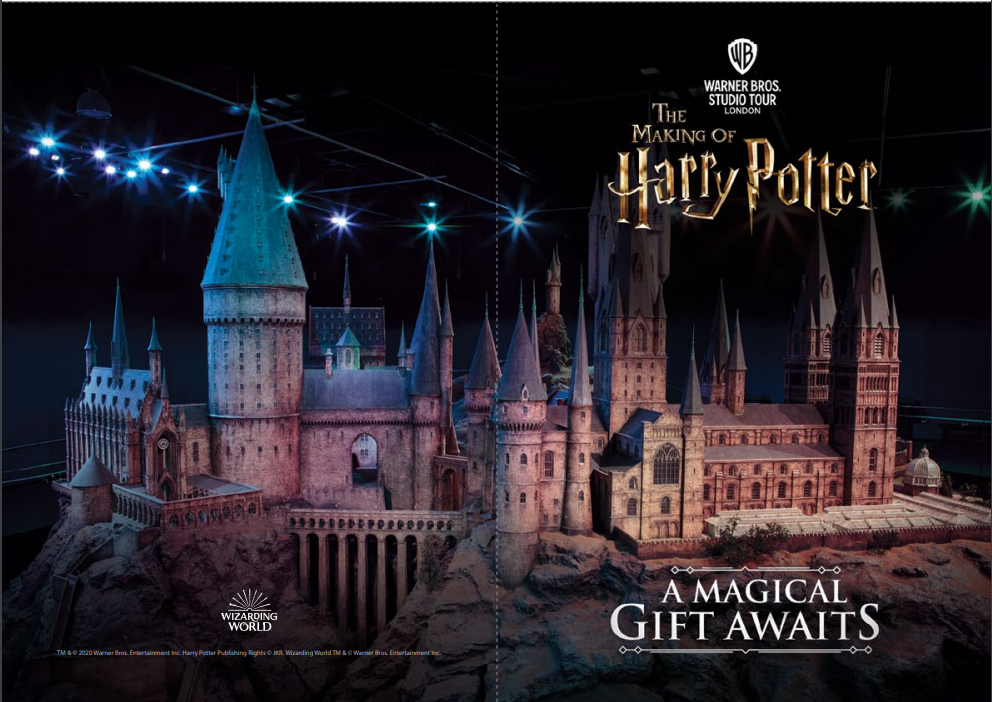 WB
WARNER BROS.
STUDIO TOUR
LONDON
THE
MAKING OF
Harry Potter
A MAGICAL
GIFT AWAITS
WIZARDING
WORLD
TM & © 2020 Warner Bros. Entertainment Inc. Harry Potter Publishing Rights © JKR. Wizarding World TM & © Warner Bros. Entertainment Inc.